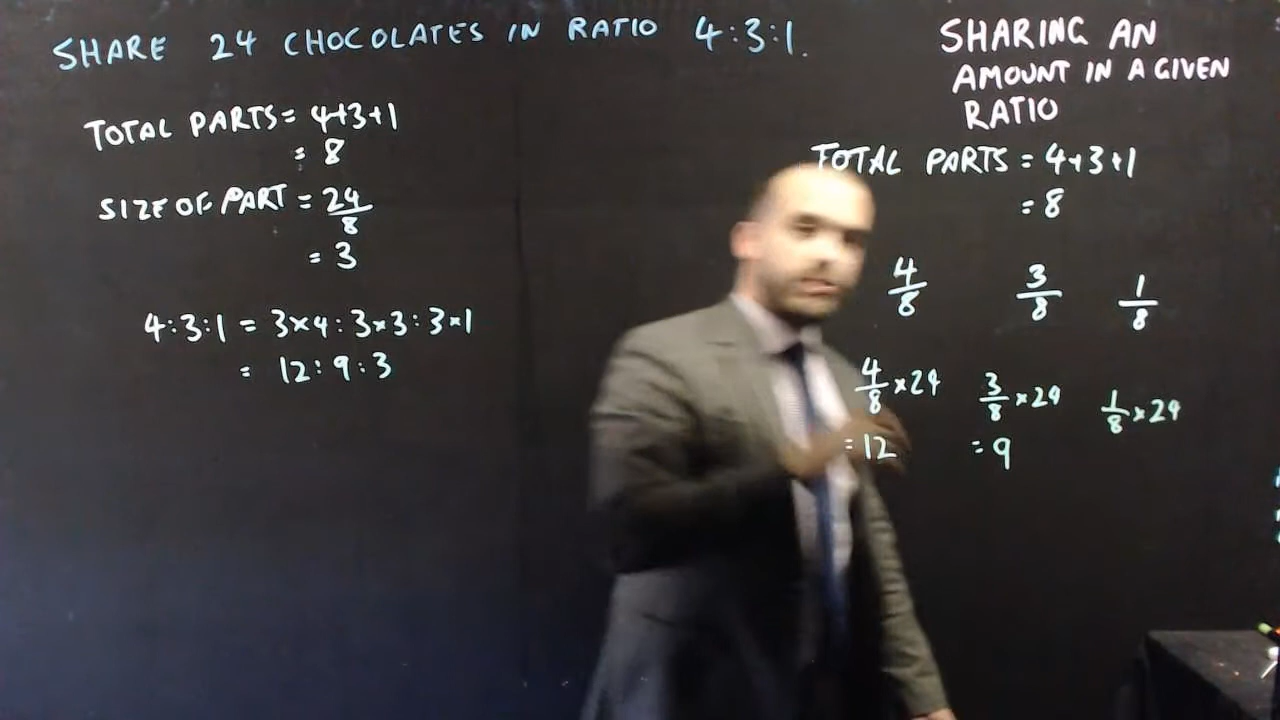 SHARE 24 CHOCOLATES IN RATIO 4:3:1.
TOTAL PARTS = 4+3+1
= 8
SIZE OF PART = 24/8
= 3
4:3:1 = 3×4:3×3:3×1
= 12:9:3
SHARING AN
AMOUNT IN A GIVEN
RATIO
TOTAL PARTS = 4+3+1
= 8
4/8 3/8 1/8
4/8 ×24 3/8 ×24 1/8 ×24
= 12 = 9